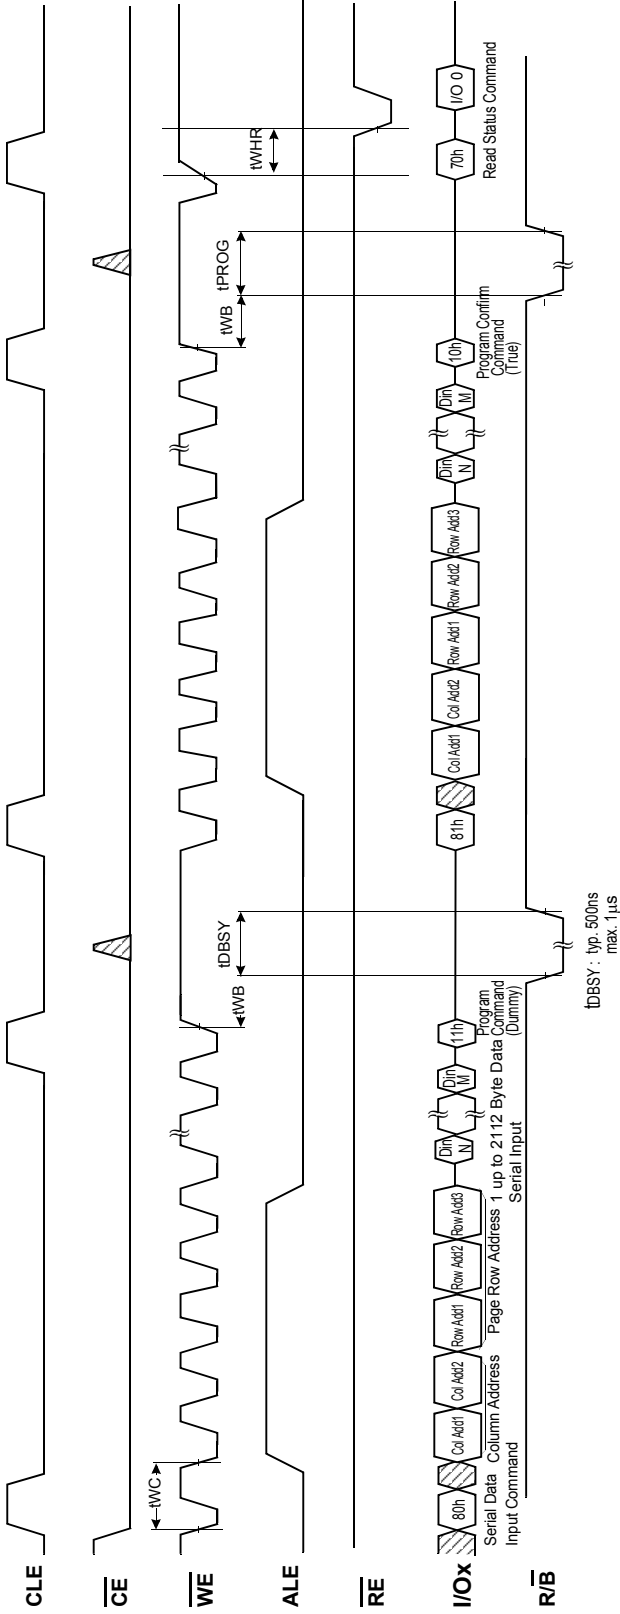 CLE
CE
WE
tWC
tWB
tWB
tPROG
tWHR
ALE
tDBSY
RE
I/Ox
80h
Col Add1
Col Add2
Row Add1
Row Add2
Row Add3
Din
N
Din
M
11h
81h
Col Add1
Col Add2
Row Add1
Row Add2
Row Add3
Din
N
Din
M
10h
70h
I/O 0
Serial Data
Input Command
Column Address
Page Row Address
1 up to 2112 Byte Data
Serial Input
Program
Command
(Dummy)
Program Confirm
Command
(True)
Read Status Command
R/B
tDBSY : typ. 500ns
max. 1µs